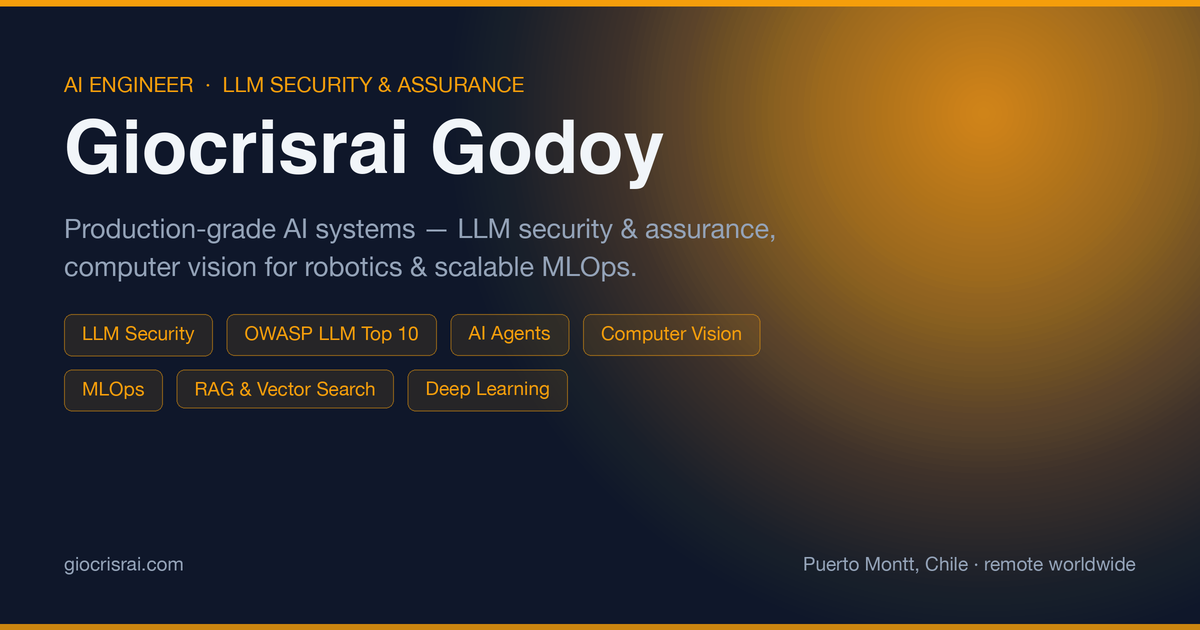 AI ENGINEER · LLM SECURITY & ASSURANCE
Giocrisrai Godoy
Production-grade AI systems — LLM security & assurance,
computer vision for robotics & scalable MLOps.
LLM Security OWASP LLM Top 10 AI Agents Computer Vision
MLOps RAG & Vector Search Deep Learning
giocrisrai.com Puerto Montt, Chile · remote worldwide